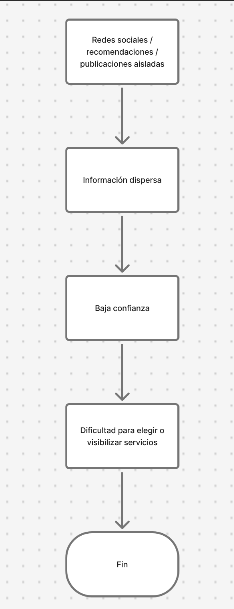 Redes sociales /
recomendaciones /
publicaciones aisladas
Información dispersa
Baja confianza
Dificultad para elegir o
visibilizar servicios
Fin